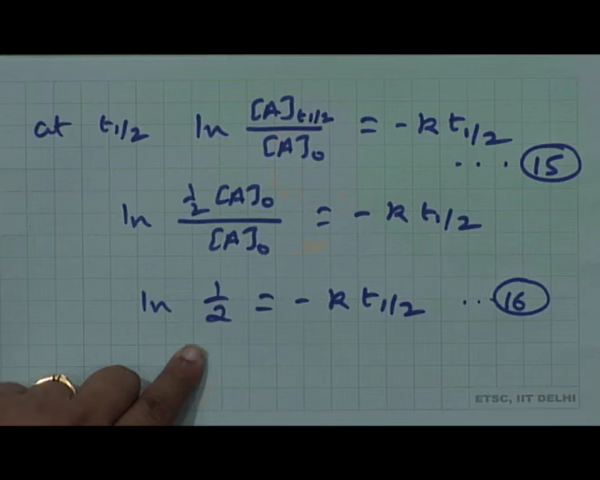 at t1/2 ln [A]t1/2 / [A]0 = - k t1/2
... 15
ln 1/2 [A]0 / [A]0 = - k t1/2
ln 1/2 = - k t1/2 ... 16
ETSC, IIT DELHI